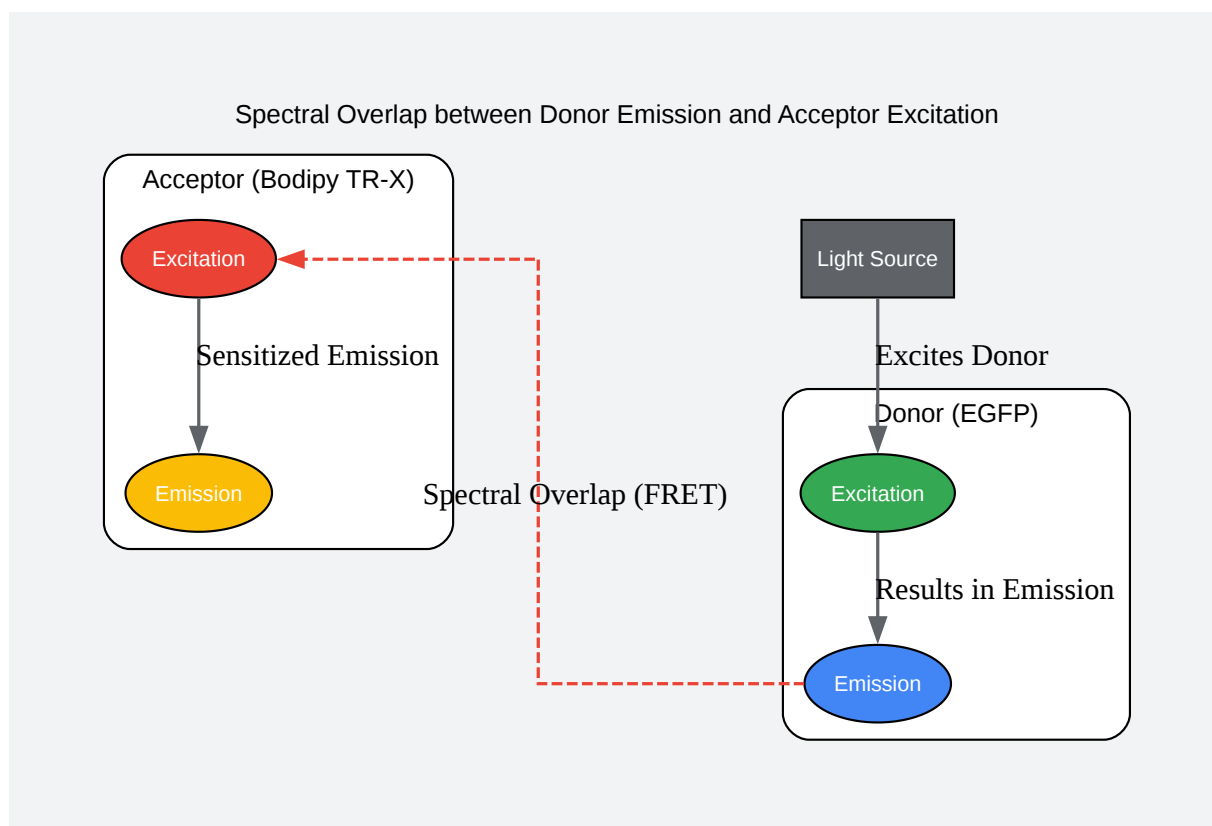 Spectral Overlap between Donor Emission and Acceptor Excitation
Acceptor (Bodipy TR-X)
Excitation
Sensitized Emission
Emission
Spectral Overlap (FRET)
Light Source
Excites Donor
Donor (EGFP)
Excitation
Results in Emission
Emission